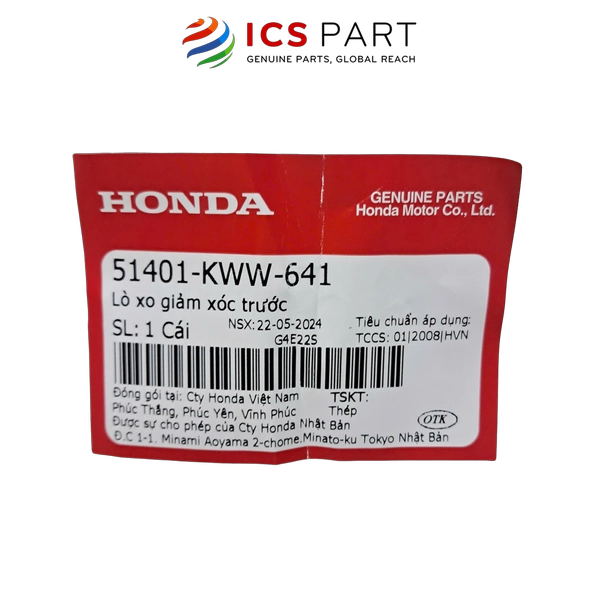 ICS PART
GENUINE PARTS, GLOBAL REACH
HONDA
GENUINE PARTS
Honda Motor Co., Ltd.
51401-KWW-641
Lò xo giảm xóc trước
SL: 1 Cái
NSX: 22-05-2024
G4E22S
Tiêu chuẩn áp dụng:
TCCS: 01|2008|HVN
Đóng gói tại: Cty Honda Việt Nam
Phúc Thắng, Phúc Yên, Vĩnh Phúc
TSKT:
Thép
Được sự cho phép của Cty Honda Nhật Bản
Đ.C 1-1. Minami Aoyama 2-chome.Minato-ku Tokyo Nhật Bản
OTK